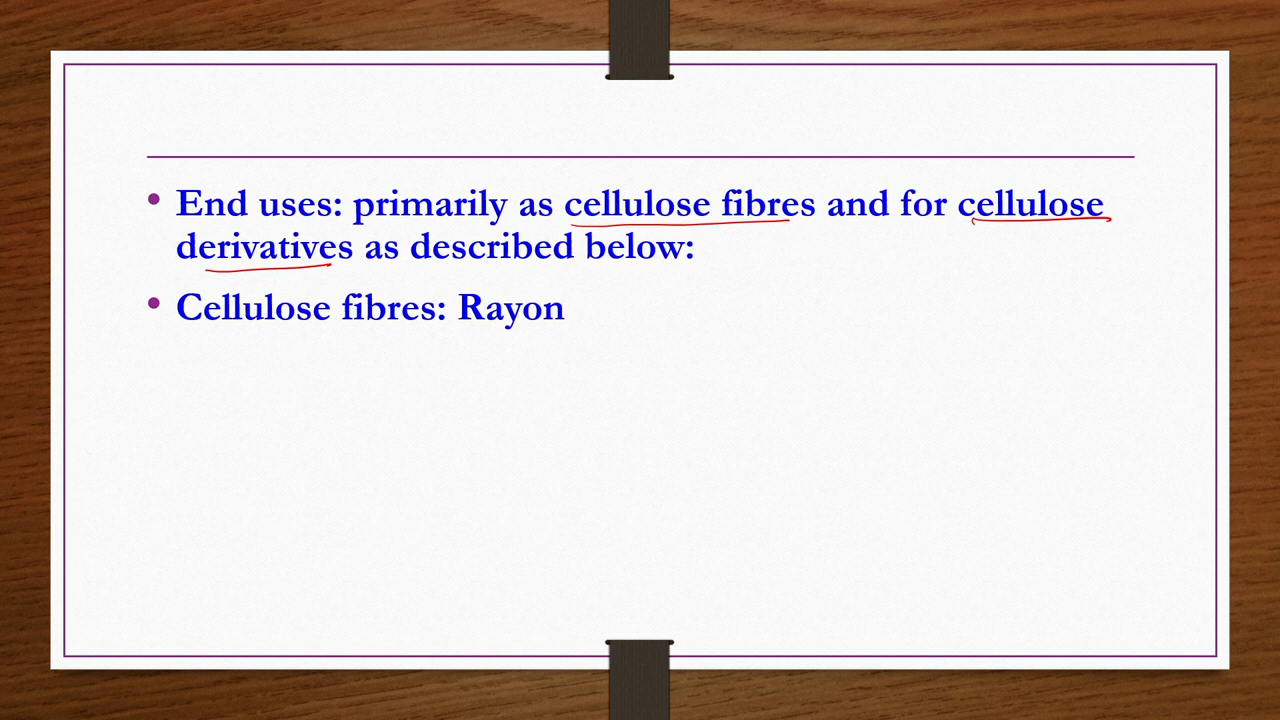 • End uses: primarily as cellulose fibres and for cellulose
derivatives as described below:
• Cellulose fibres: Rayon